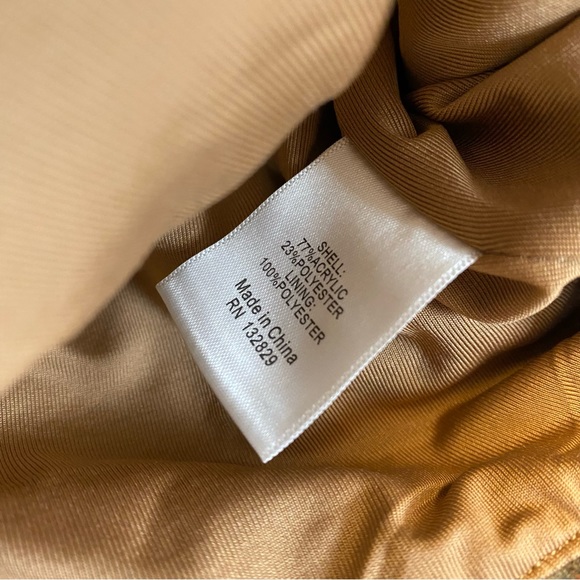 SHELL:
77%ACRYLIC
23%POLYESTER
LINING:
100%POLYESTER
Made in China
RN 132829